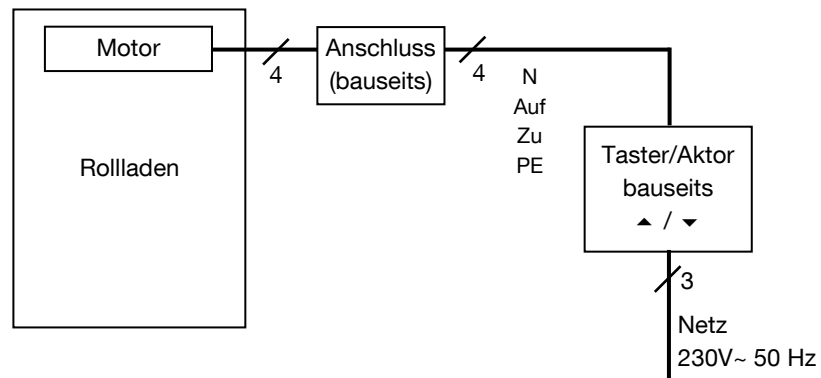 Motor
Anschluss
(bauseits)
4
4
N
Auf
Zu
PE
Rollladen
Taster/Aktor
bauseits
▲ / ▼
3
Netz
230V~ 50 Hz